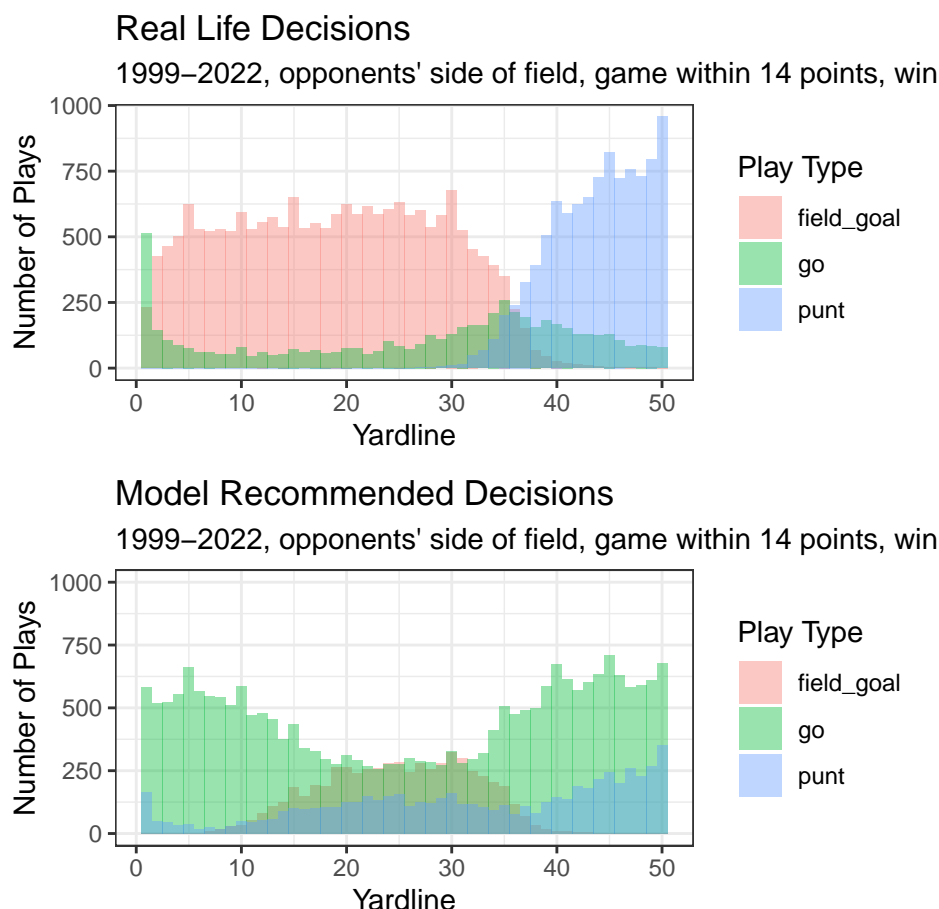 Real Life Decisions
1999–2022, opponents' side of field, game within 14 points, win
1000
750
500
250
0
Number of Plays
0 10 20 30 40 50
Yardline
Play Type
field_goal
go
punt
Model Recommended Decisions
1999–2022, opponents' side of field, game within 14 points, win
1000
750
500
250
0
Number of Plays
0 10 20 30 40 50
Yardline
Play Type
field_goal
go
punt